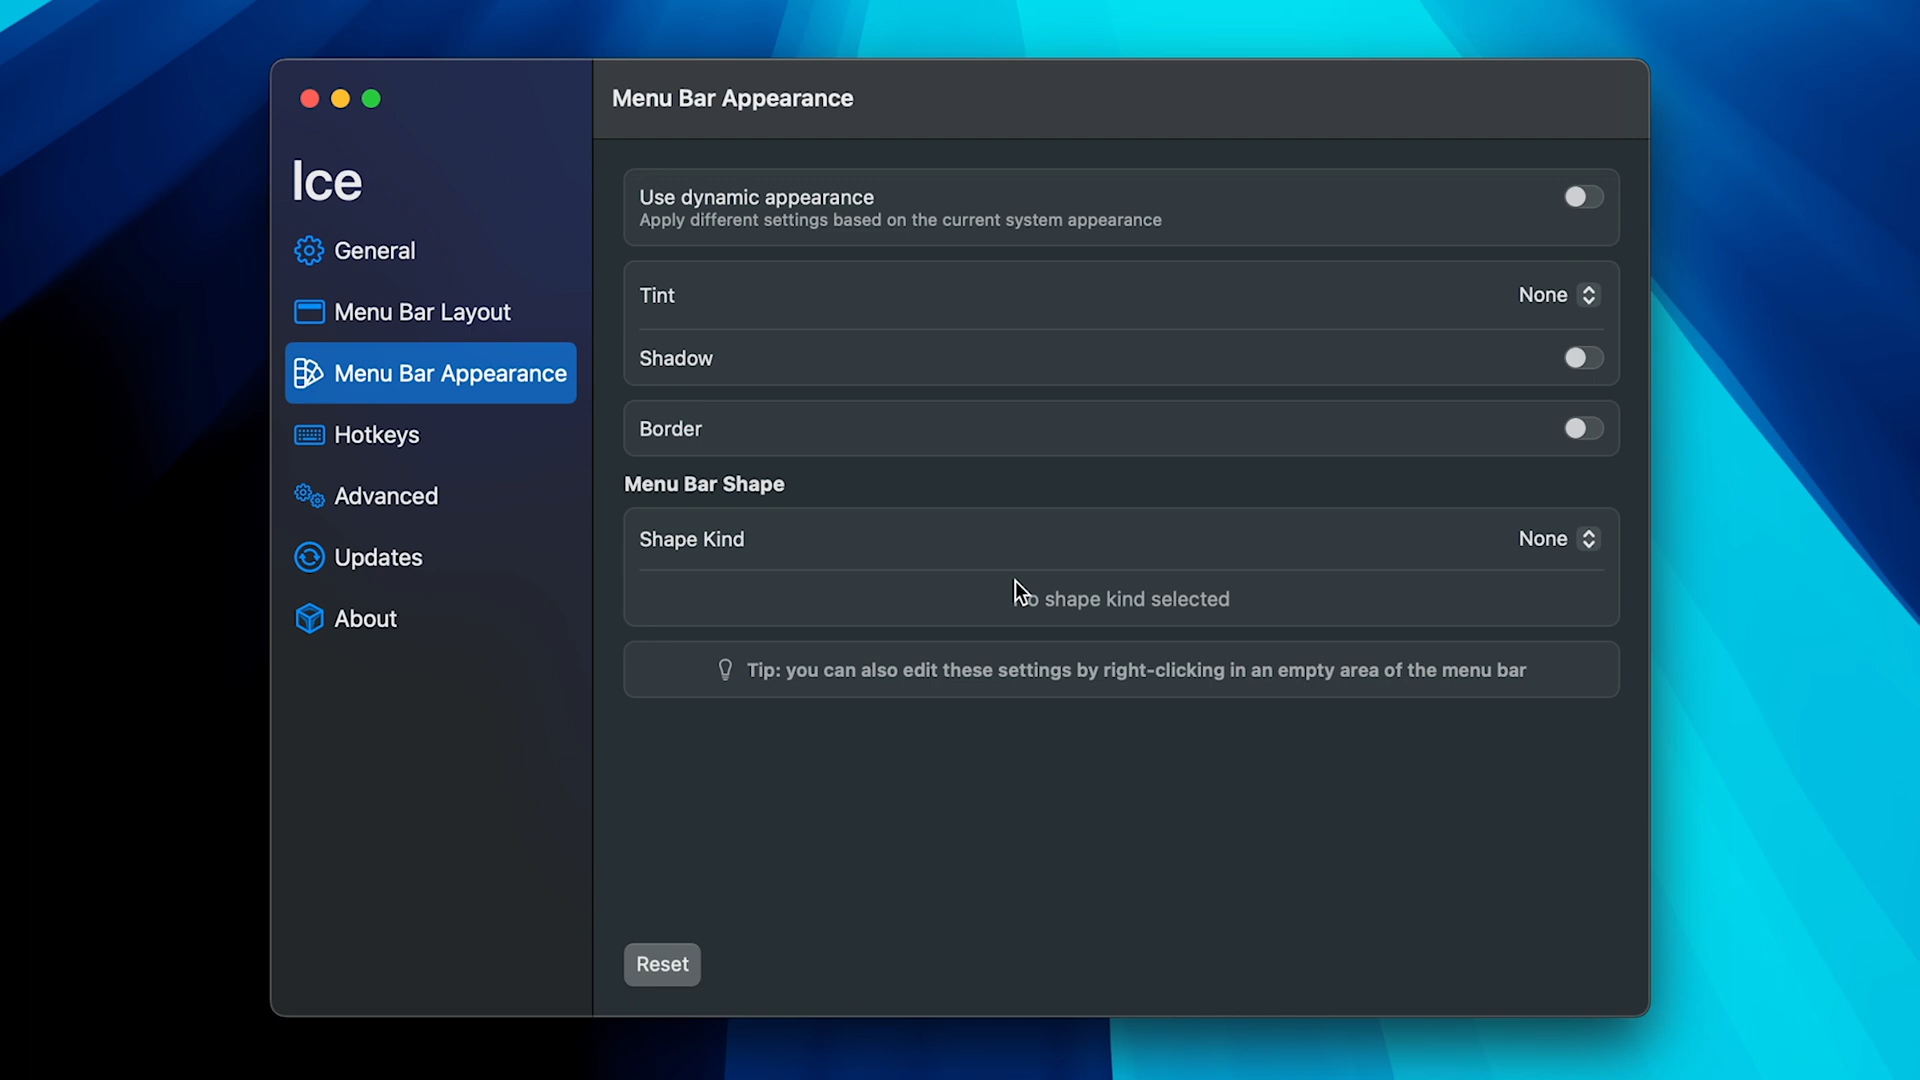 Menu Bar Appearance
Ice
General
Menu Bar Layout
Menu Bar Appearance
Hotkeys
Advanced
Updates
About
Use dynamic appearance
Apply different settings based on the current system appearance
Tint
None
Shadow
Border
Menu Bar Shape
Shape Kind
None
shape kind selected
Tip: you can also edit these settings by right-clicking in an empty area of the menu bar
Reset